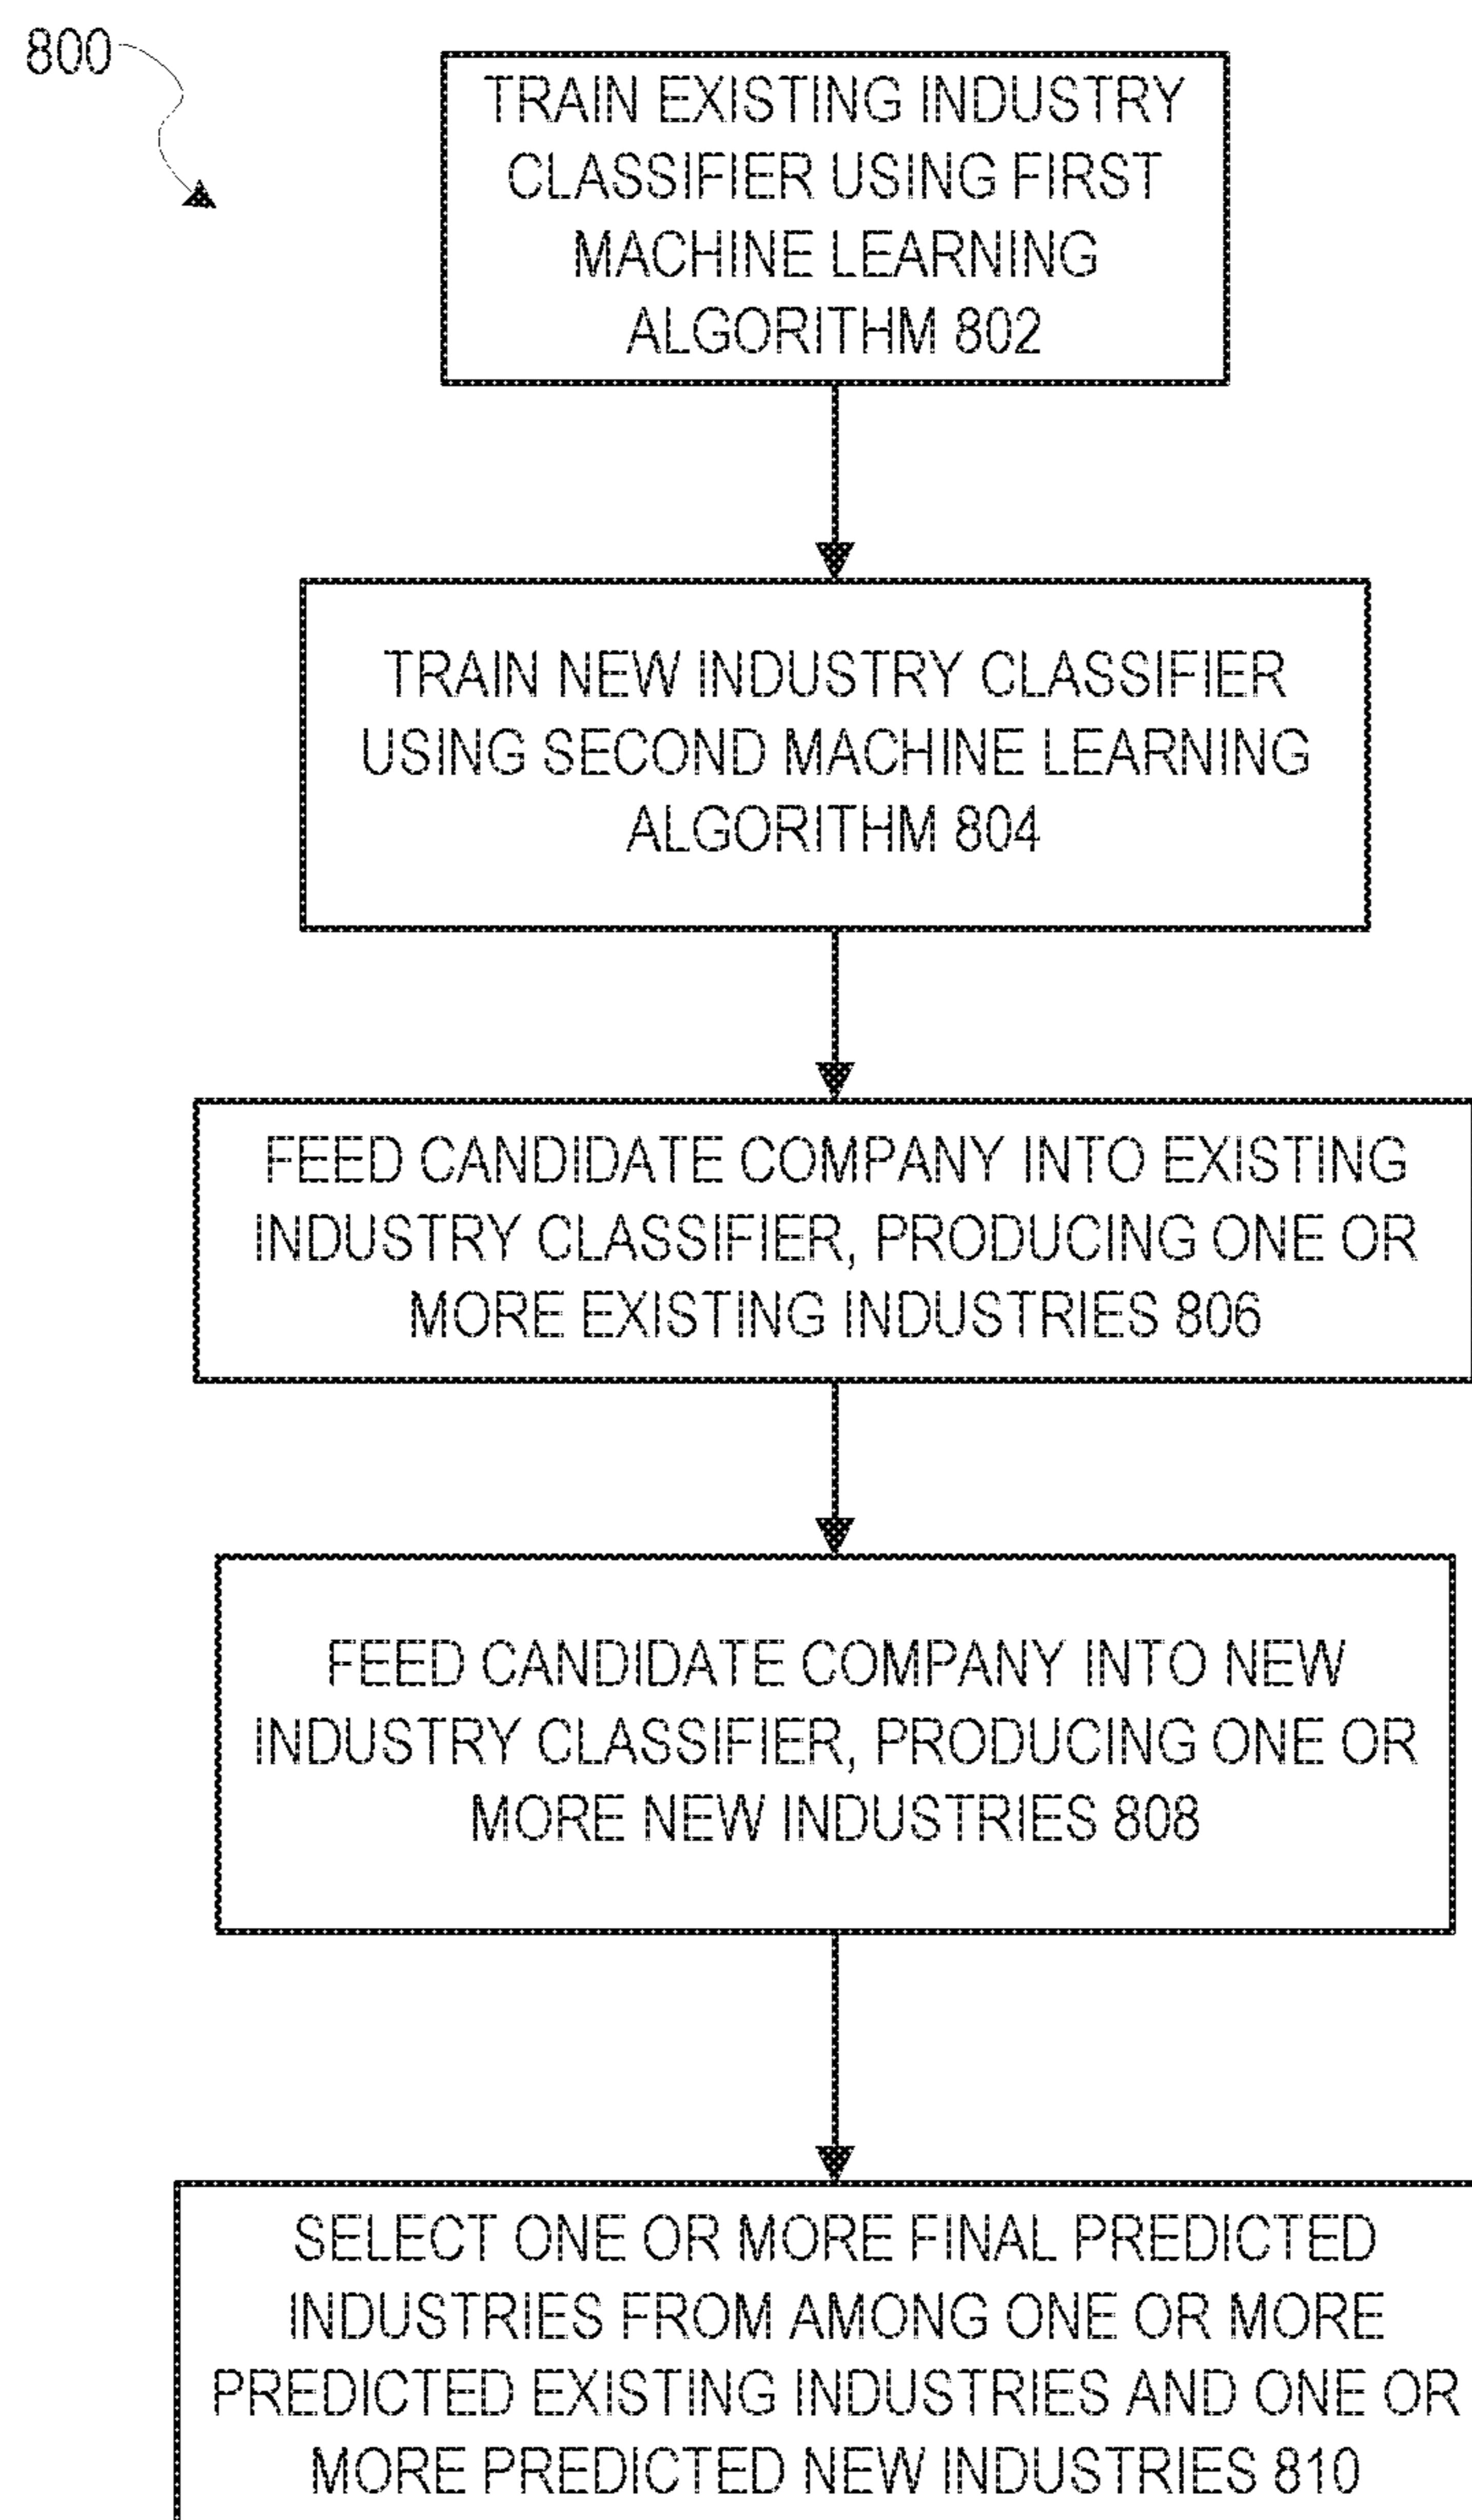 800
TRAIN EXISTING INDUSTRY
CLASSIFIER USING FIRST
MACHINE LEARNING
ALGORITHM 802
TRAIN NEW INDUSTRY CLASSIFIER
USING SECOND MACHINE LEARNING
ALGORITHM 804
FEED CANDIDATE COMPANY INTO EXISTING
INDUSTRY CLASSIFIER, PRODUCING ONE OR
MORE EXISTING INDUSTRIES 806
FEED CANDIDATE COMPANY INTO NEW
INDUSTRY CLASSIFIER, PRODUCING ONE OR
MORE NEW INDUSTRIES 808
SELECT ONE OR MORE FINAL PREDICTED
INDUSTRIES FROM AMONG ONE OR MORE
PREDICTED EXISTING INDUSTRIES AND ONE OR
MORE PREDICTED NEW INDUSTRIES 810